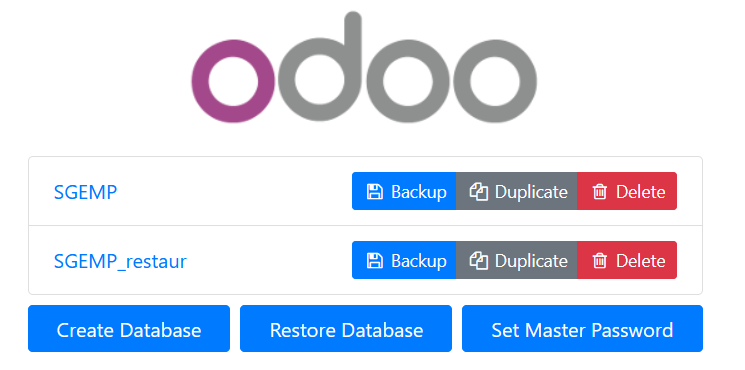 odoo
SGEMP Backup Duplicate Delete
SGEMP_restaur Backup Duplicate Delete
Create Database Restore Database Set Master Password